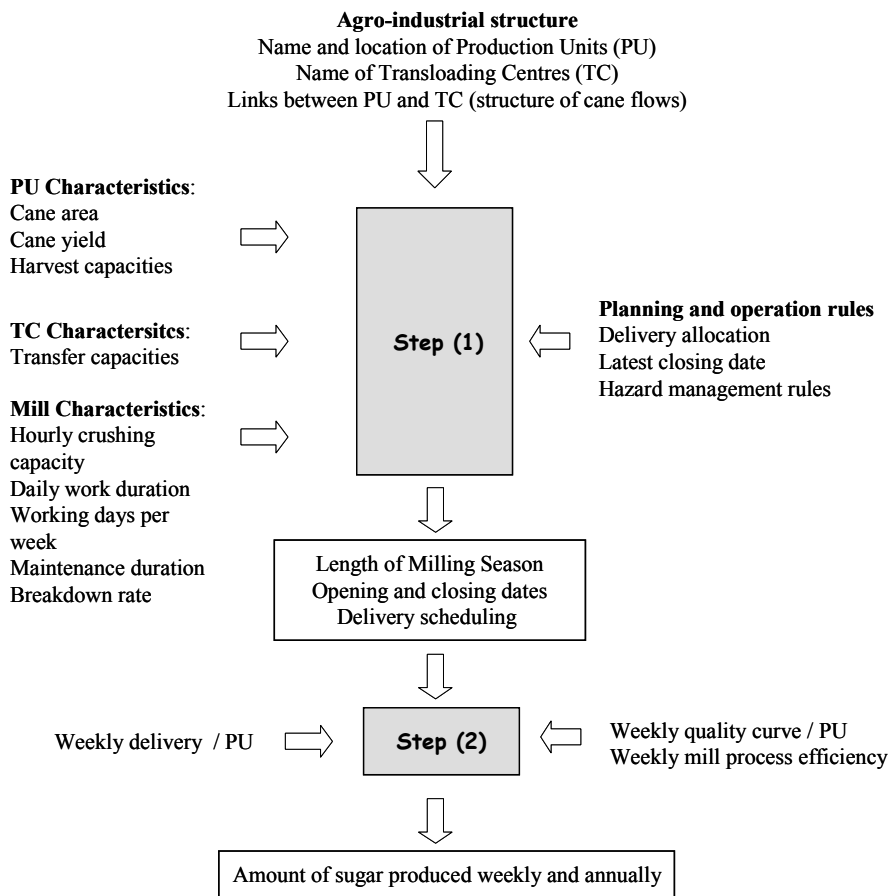 Agro-industrial structure
Name and location of Production Units (PU)
Name of Transloading Centres (TC)
Links between PU and TC (structure of cane flows)
PU Characteristics:
Cane area
Cane yield
Harvest capacities
TC Charactersitcs:
Transfer capacities
Mill Characteristics:
Hourly crushing
capacity
Daily work duration
Working days per
week
Maintenance duration
Breakdown rate
Step (1)
Planning and operation rules
Delivery allocation
Latest closing date
Hazard management rules
Length of Milling Season
Opening and closing dates
Delivery scheduling
Weekly delivery / PU
Step (2)
Weekly quality curve / PU
Weekly mill process efficiency
Amount of sugar produced weekly and annually